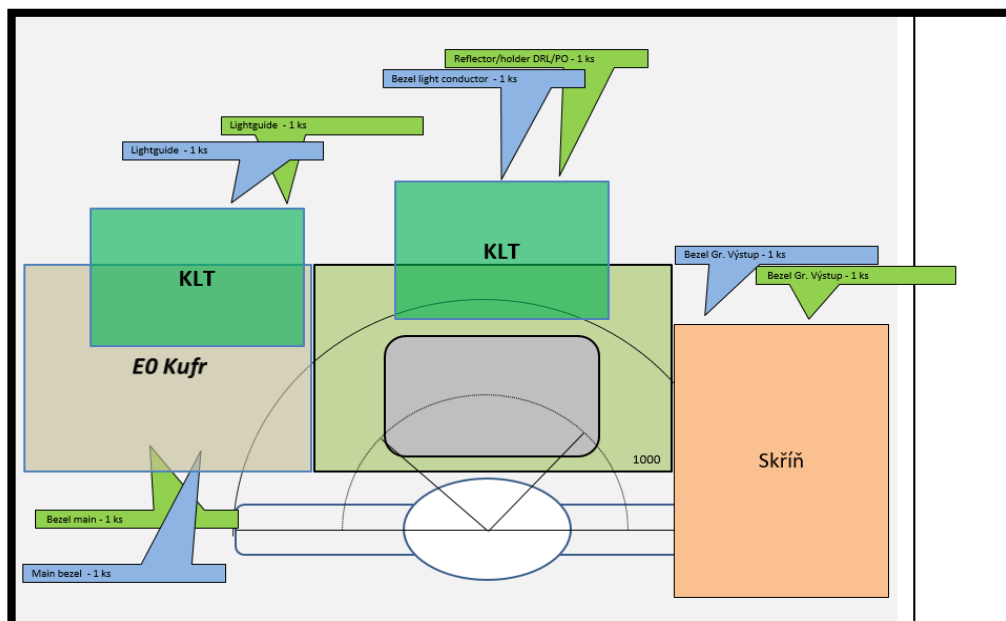 Reflector/holder DRL/PO - 1 ks
Bezel light conductor  - 1 ks
Lightguide  - 1 ks
Lightguide  - 1 ks
KLT
KLT
Bezel Gr. Výstup - 1 ks
Bezel Gr. Výstup - 1 ks
E0 Kufr
1000
Skříň
Bezel main - 1 ks
Main bezel  - 1 ks